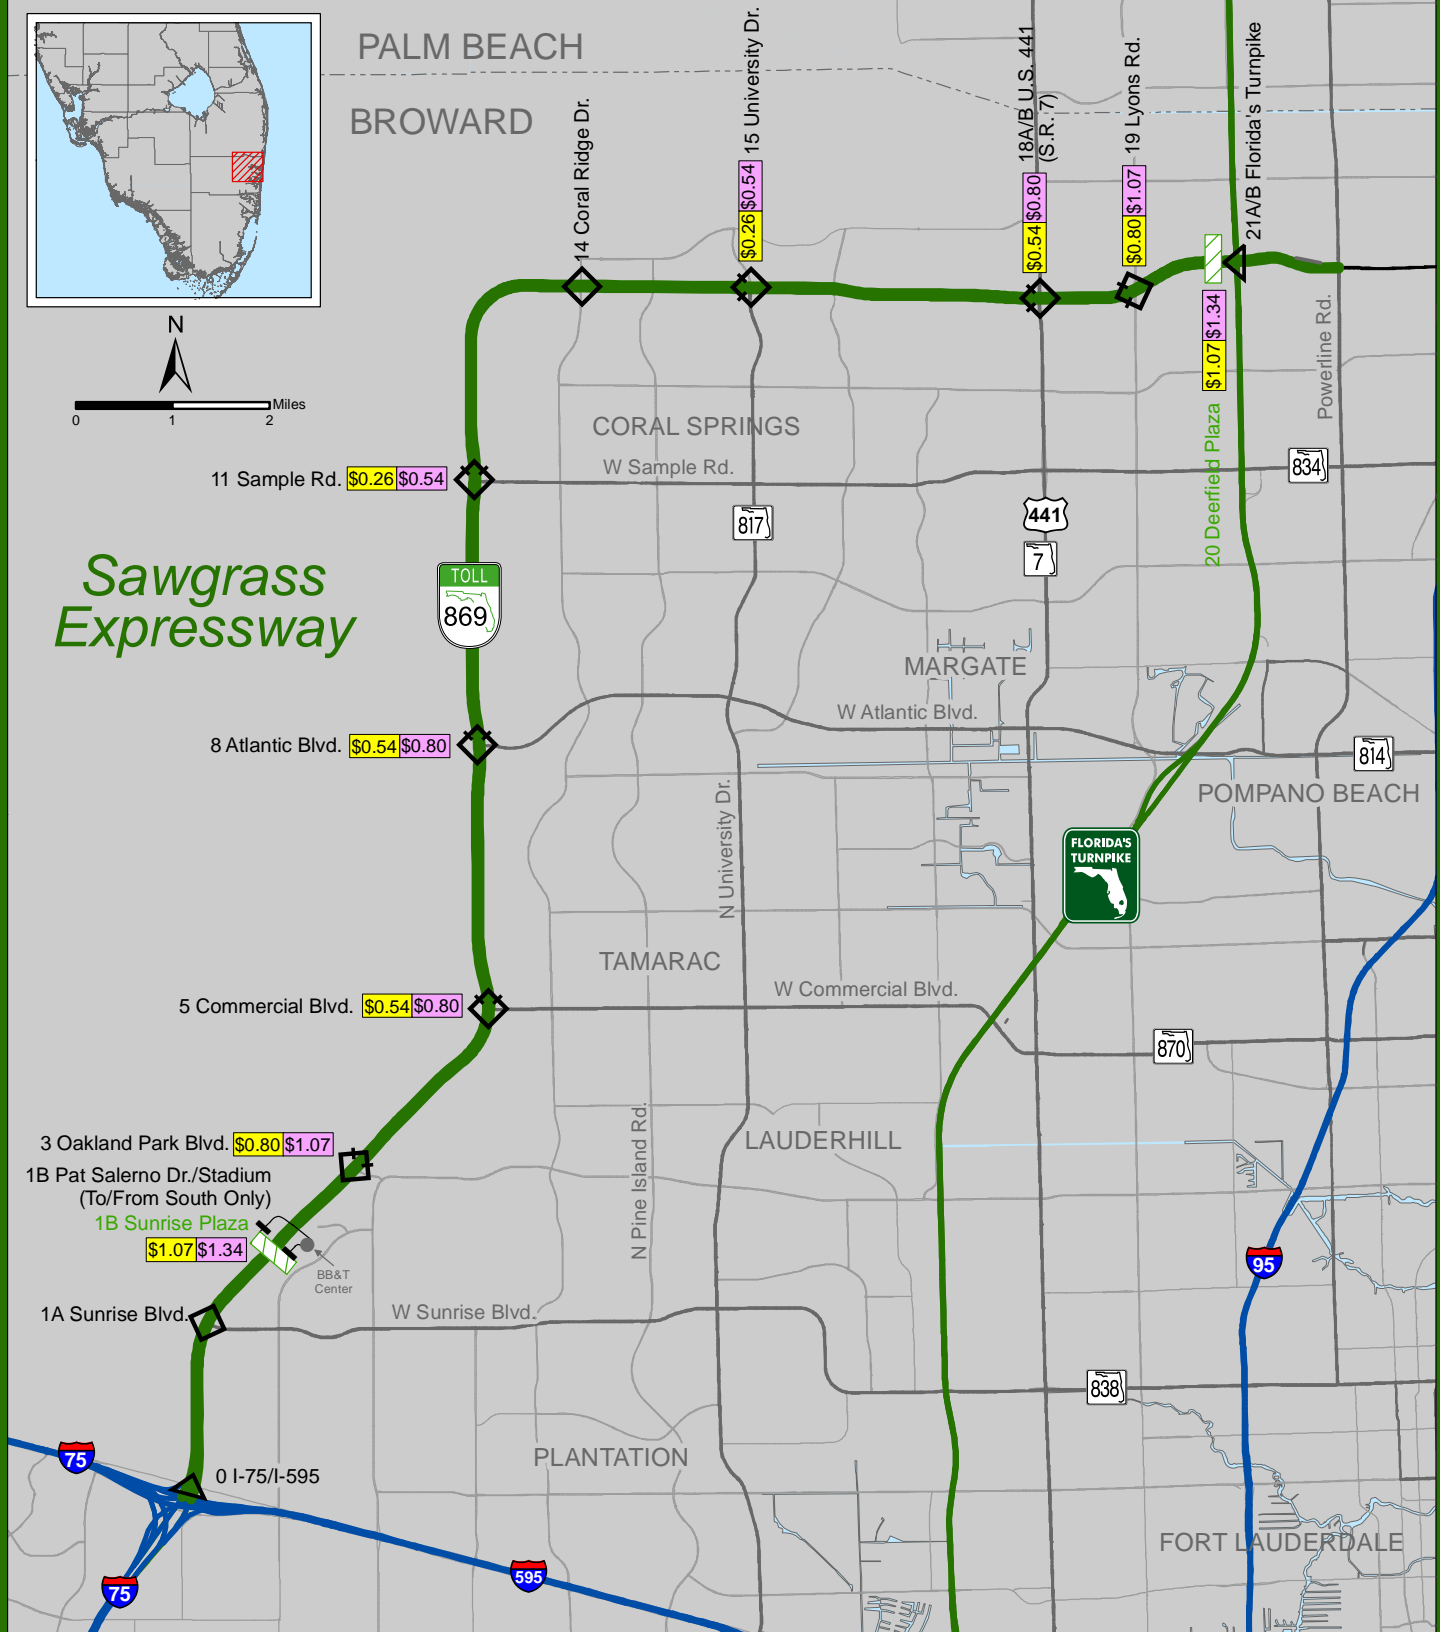 PALM BEACH
BROWARD
14 Coral Ridge Dr.
15 University Dr.
$0.26 $0.54
18A/B U.S. 441
(S.R. 7)
$0.54 $0.80
19 Lyons Rd.
$0.80 $1.07
21A/B Florida's Turnpike
$1.07 $1.34
20 Deerfield Plaza
Powerline Rd.
N
Miles
0 1 2
CORAL SPRINGS
11 Sample Rd. $0.26 $0.54
W Sample Rd.
834
817
441
7
Sawgrass
Expressway
TOLL
869
MARGATE
W Atlantic Blvd.
8 Atlantic Blvd. $0.54 $0.80
814
POMPANO BEACH
N University Dr.
FLORIDA'S
TURNPIKE
TAMARAC
W Commercial Blvd.
5 Commercial Blvd. $0.54 $0.80
870
3 Oakland Park Blvd. $0.80 $1.07
LAUDERHILL
N Pine Island Rd.
1B Pat Salerno Dr./Stadium
(To/From South Only)
1B Sunrise Plaza
$1.07 $1.34
BB&T
Center
95
1A Sunrise Blvd.
W Sunrise Blvd.
838
PLANTATION
75
0 I-75/I-595
FORT LAUDERDALE
595
75